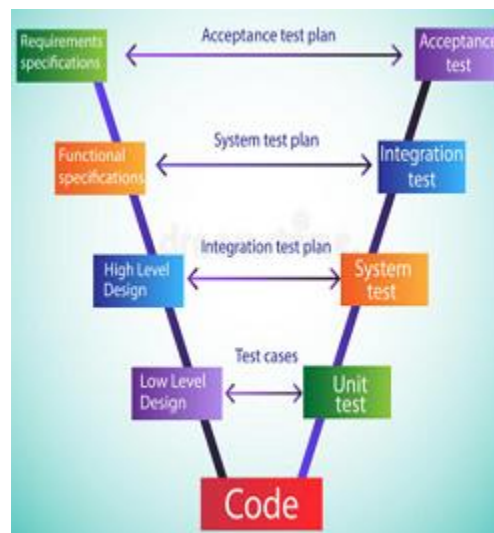 Requirements
specifications
Acceptance test plan
Acceptance
test
Functional
specifications
System test plan
Integration
test
High Level
Design
Integration test plan
System
test
Low Level
Design
Test cases
Unit
test
Code